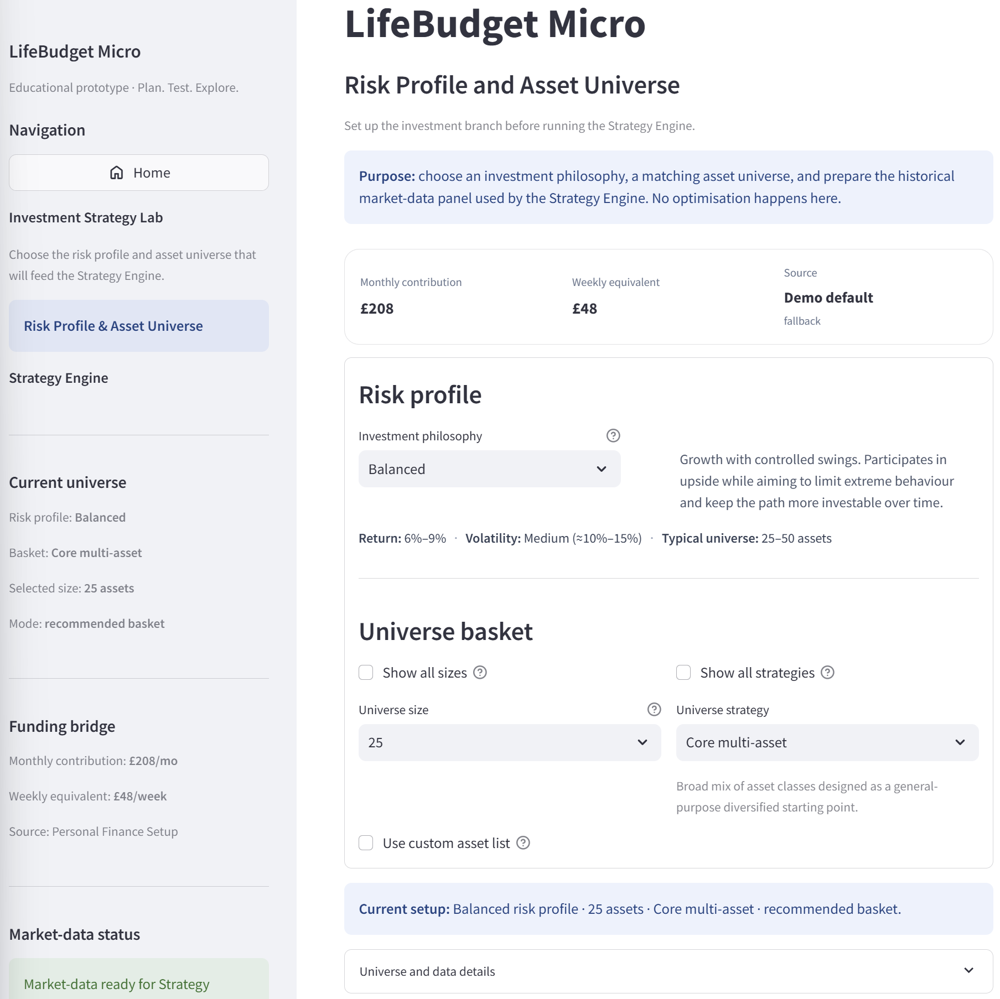 LifeBudget Micro
Educational prototype · Plan. Test. Explore.
Navigation
Home
Investment Strategy Lab
Choose the risk profile and asset universe that
will feed the Strategy Engine.
Risk Profile & Asset Universe
Strategy Engine
Current universe
Risk profile: Balanced
Basket: Core multi-asset
Selected size: 25 assets
Mode: recommended basket
Funding bridge
Monthly contribution: £208/mo
Weekly equivalent: £48/week
Source: Personal Finance Setup
Market-data status
Market-data ready for Strategy
LifeBudget Micro
Risk Profile and Asset Universe
Set up the investment branch before running the Strategy Engine.
Purpose: choose an investment philosophy, a matching asset universe, and prepare the historical
market-data panel used by the Strategy Engine. No optimisation happens here.
Monthly contribution
£208
Weekly equivalent
£48
Source
Demo default
fallback
Risk profile
Investment philosophy
Balanced
Growth with controlled swings. Participates in
upside while aiming to limit extreme behaviour
and keep the path more investable over time.
Return: 6%–9% · Volatility: Medium (≈10%–15%) · Typical universe: 25–50 assets
Universe basket
Show all sizes
Show all strategies
Universe size
25
Universe strategy
Core multi-asset
Broad mix of asset classes designed as a general-
purpose diversified starting point.
Use custom asset list
Current setup: Balanced risk profile · 25 assets · Core multi-asset · recommended basket.
Universe and data details